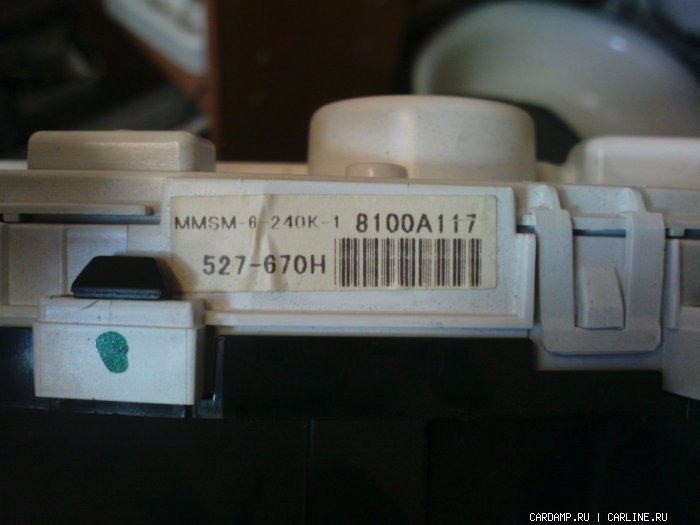 MMSM-6-240K-1 8100A117
527-670H
CARDAMP.RU | CARLINE.RU